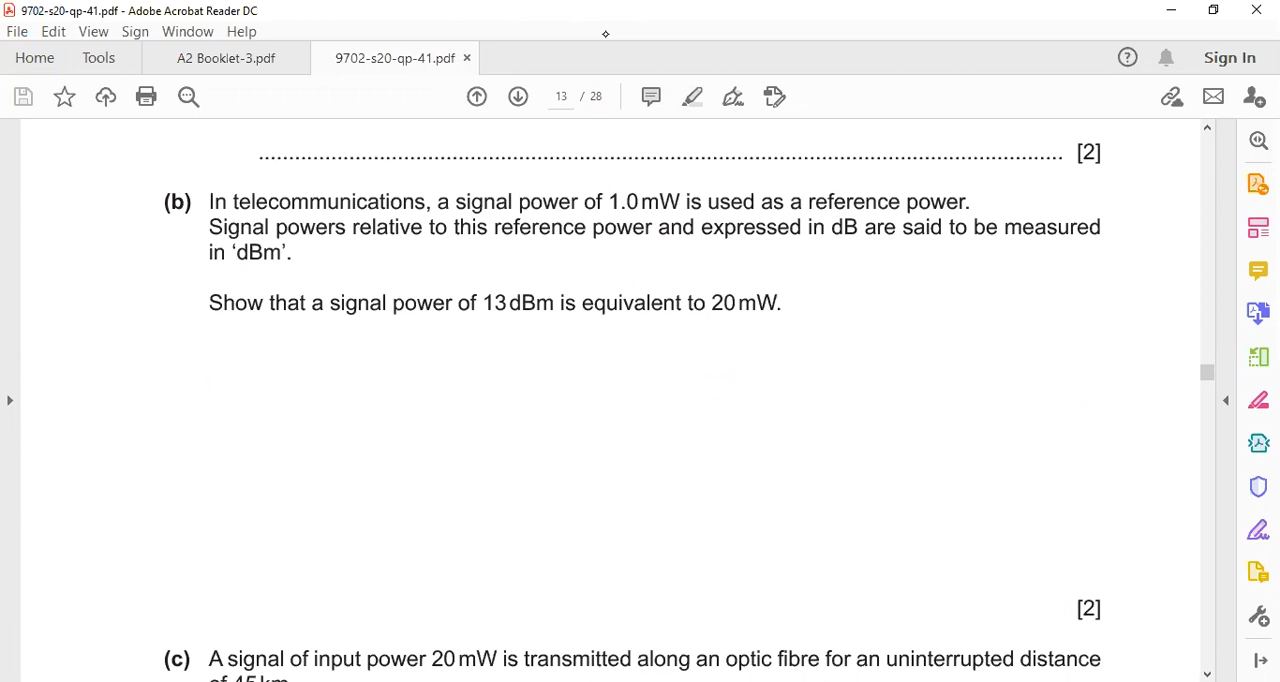 9702-s20-qp-41.pdf - Adobe Acrobat Reader DC
File Edit View Sign Window Help
Home Tools A2 Booklet-3.pdf 9702-s20-qp-41.pdf × Sign In
13 / 28
.......................................................................................................................................... [2]
(b) In telecommunications, a signal power of 1.0 mW is used as a reference power.
Signal powers relative to this reference power and expressed in dB are said to be measured
in ‘dBm’.
Show that a signal power of 13 dBm is equivalent to 20 mW.
[2]
(c) A signal of input power 20 mW is transmitted along an optic fibre for an uninterrupted distance
of 45 km